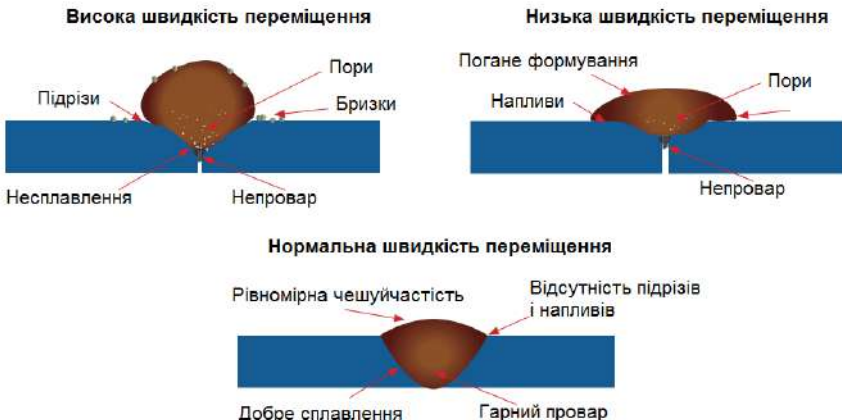 Висока швидкість переміщення
Пори
Підрізи
Бризки
Несплавлення
Непровар
Низька швидкість переміщення
Погане формування
Пори
Напливи
Непровар
Нормальна швидкість переміщення
Рівномірна чешуйчастість
Відсутність підрізів
і напливів
Добре сплавлення
Гарний провар